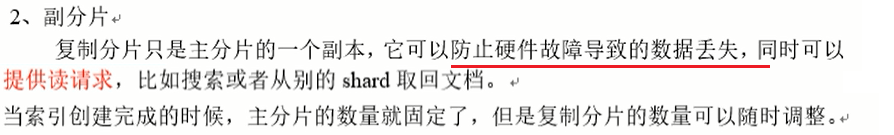 2、副分片
复制分片只是主分片的一个副本，它可以防止硬件故障导致的数据丢失，同时可以
提供读请求，比如搜索或者从别的 shard 取回文档。
当索引创建完成的时候，主分片的数量就固定了，但是复制分片的数量可以随时调整。